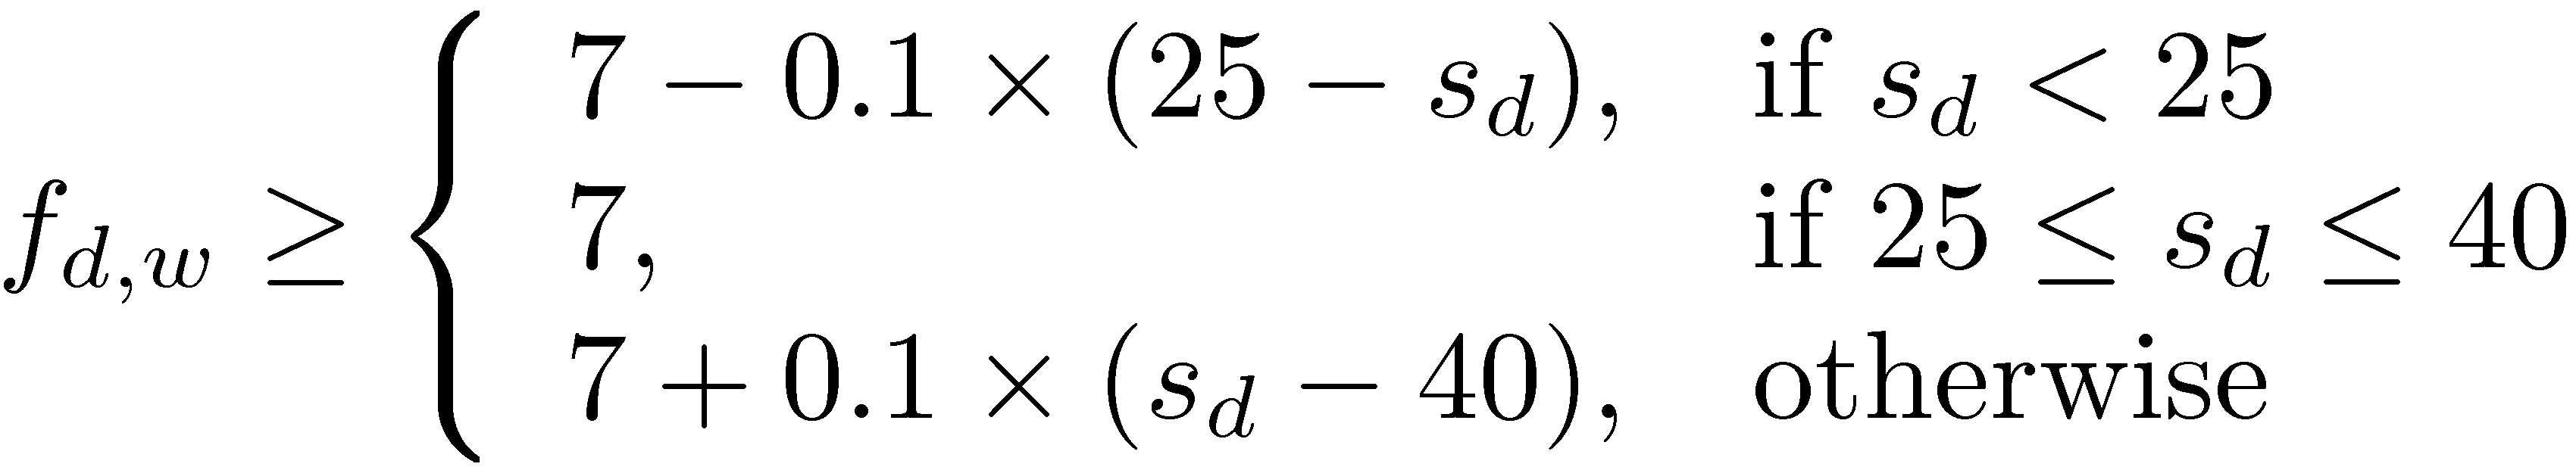 7 − 0.1 × (25 − s_d), if s_d < 25
f_{d,w} ≥ { 7, if 25 ≤ s_d ≤ 40
7 + 0.1 × (s_d − 40), otherwise